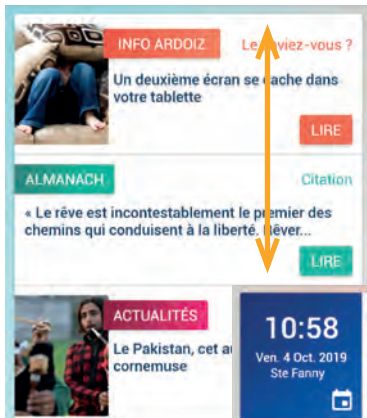 INFO ARDOIZ
Le saviez-vous ?
Un deuxième écran se cache dans
votre tablette
LIRE
ALMANACH
Citation
« Le rêve est incontestablement le premier des
chemins qui conduisent à la liberté. Rêver...
LIRE
ACTUALITÉS
Le Pakistan, cet
cornemuse
10:58
Ven. 4 Oct. 2019
Ste Fanny